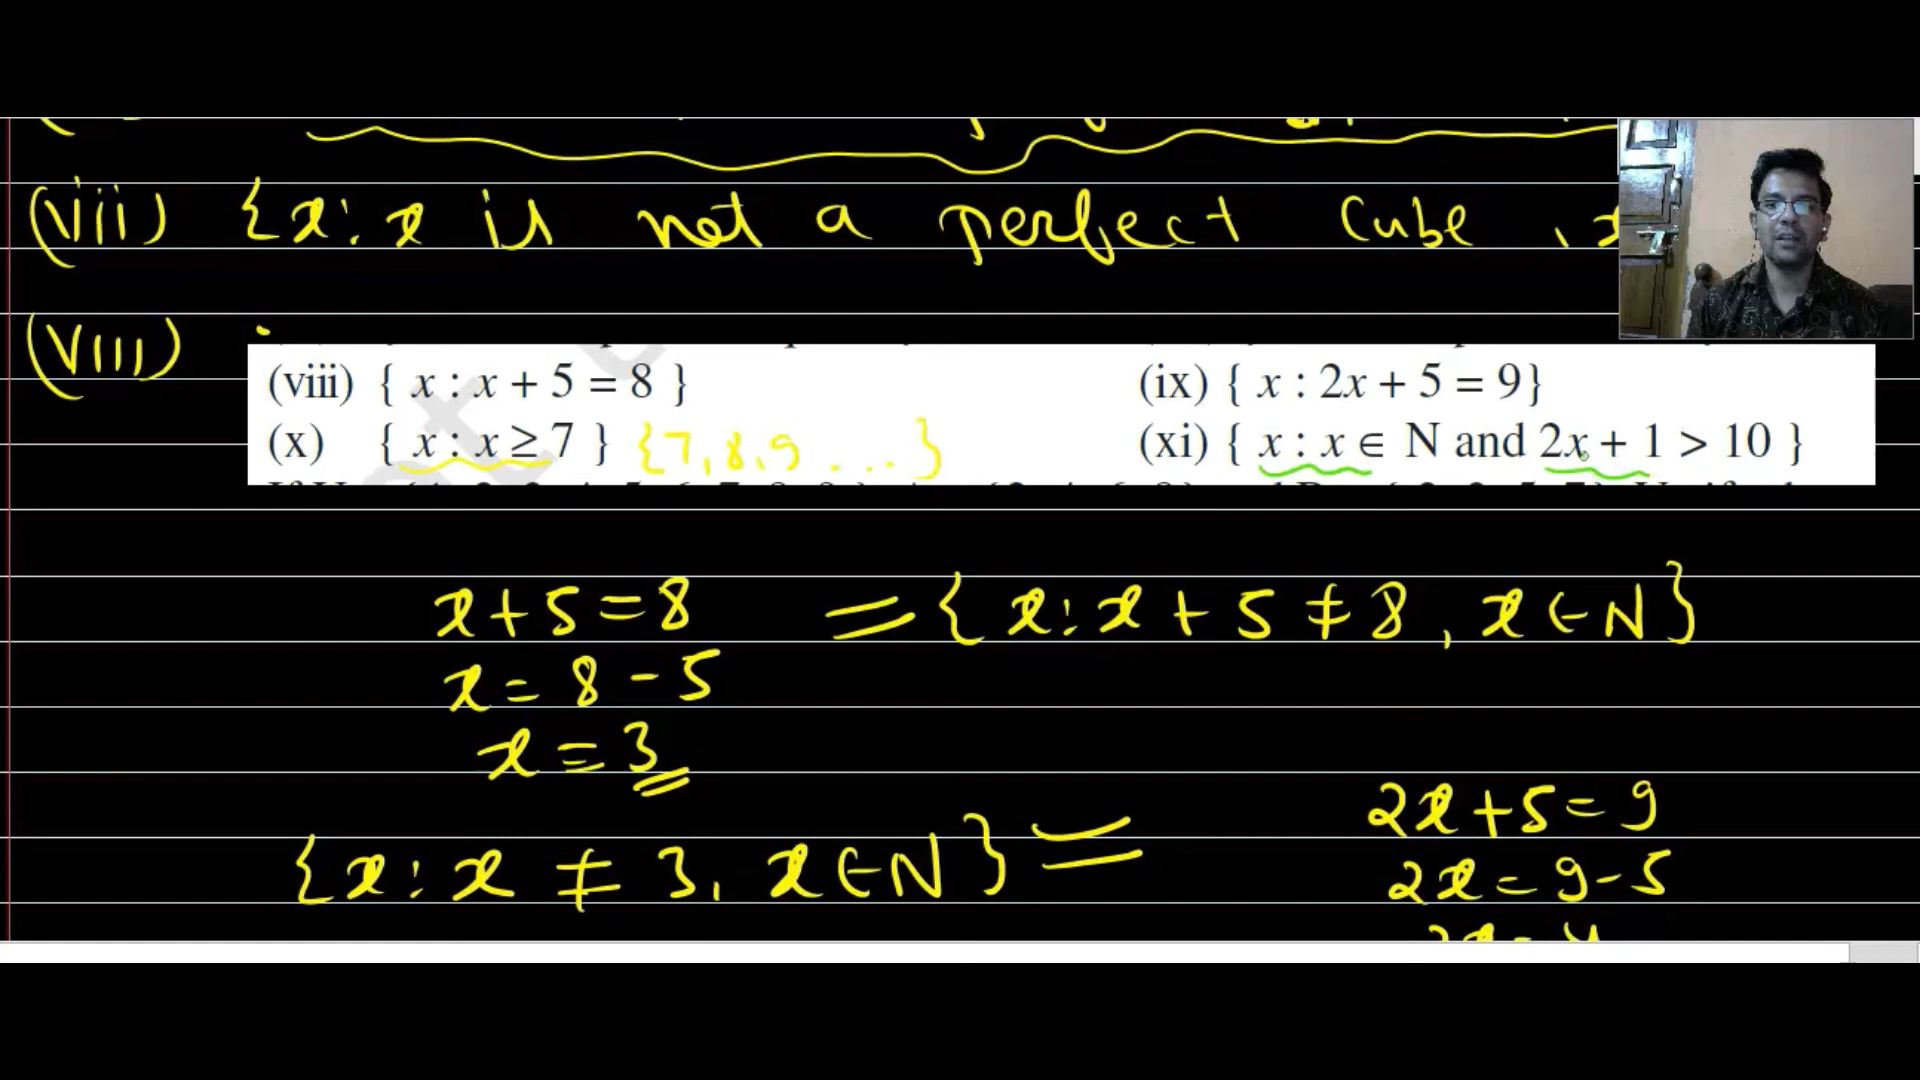 (vii) {x : x is not a perfect cube , x
(viii)
(viii) { x : x + 5 = 8 }
(ix) { x : 2x + 5 = 9}
(x) { x : x ≥ 7 } {7, 8, 9 ... }
(xi) { x : x ∈ N and 2x + 1 > 10 }
x + 5 = 8
= { x : x + 5 ≠ 8, x ∈ N}
x = 8 - 5
x = 3
{x : x ≠ 3, x ∈ N} =
2x + 5 = 9
2x = 9 - 5